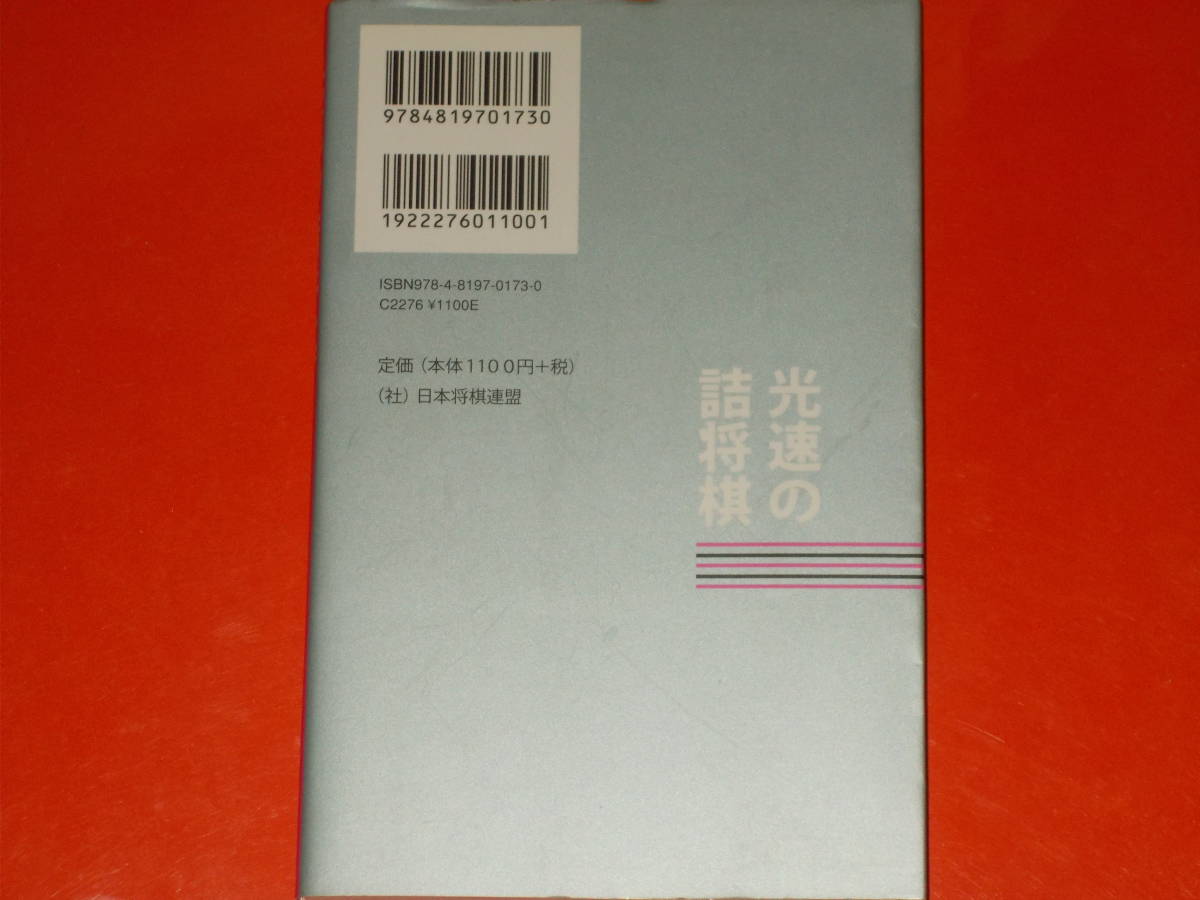 9784819701730
1922276011001
ISBN978-4-8197-0173-0
C2276 ¥1100E
定価（本体1100円+税）
（社）日本将棋連盟
光速の
詰将棋